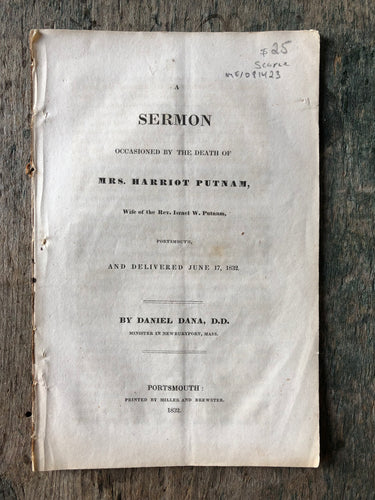 $25
Scarce
A
SERMON
OCCASIONED BY THE DEATH OF
MRS. HARRIOT PUTNAM,
Wife of the Rev. Israel W. Putnam,
PORTSMOUTH,
AND DELIVERED JUNE 17, 1832.
BY DANIEL DANA, D.D.
MINISTER IN NEWBURYPORT, MASS.
PORTSMOUTH:
PRINTED BY MILLER AND BREWSTER.
1832.